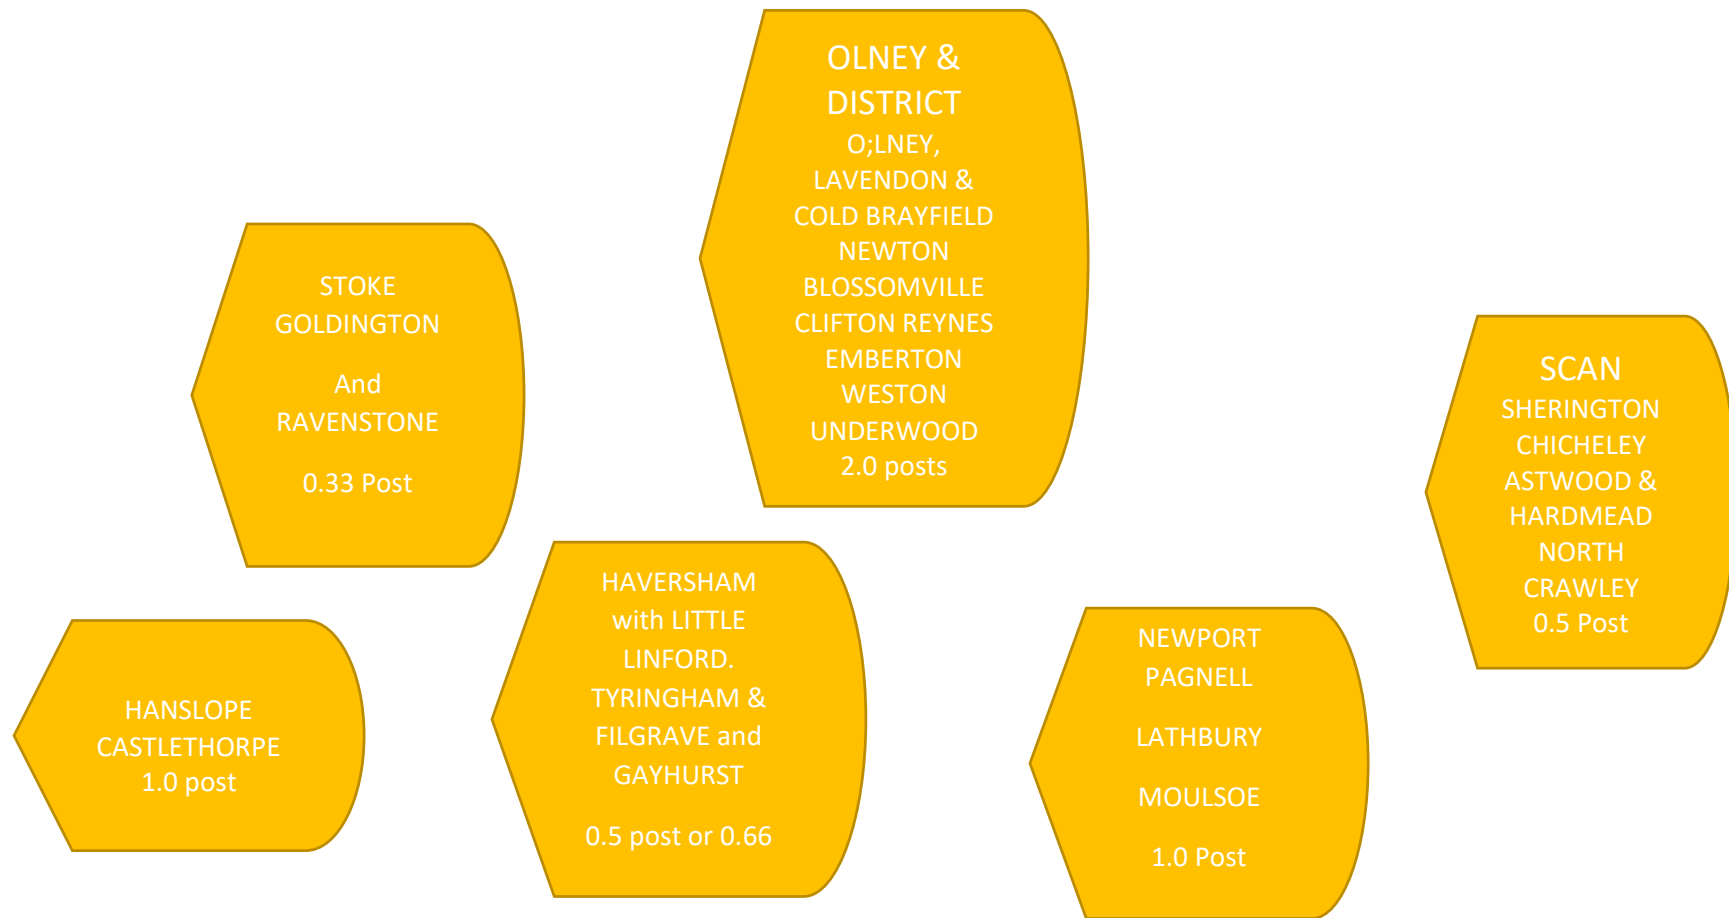 OLNEY &
DISTRICT
O;LNEY,
LAVENDON &
COLD BRAYFIELD
NEWTON
BLOSSOMVILLE
CLIFTON REYNES
EMBERTON
WESTON
UNDERWOOD
2.0 posts
STOKE
GOLDINGTON
And
RAVENSTONE
0.33 Post
SCAN
SHERINGTON
CHICHELEY
ASTWOOD &
HARDMEAD
NORTH
CRAWLEY
0.5 Post
HAVERSHAM
with LITTLE
LINFORD.
TYRINGHAM &
FILGRAVE and
GAYHURST
0.5 post or 0.66
NEWPORT
PAGNELL
LATHBURY
MOULSOE
1.0 Post
HANSLOPE
CASTLETHORPE
1.0 post